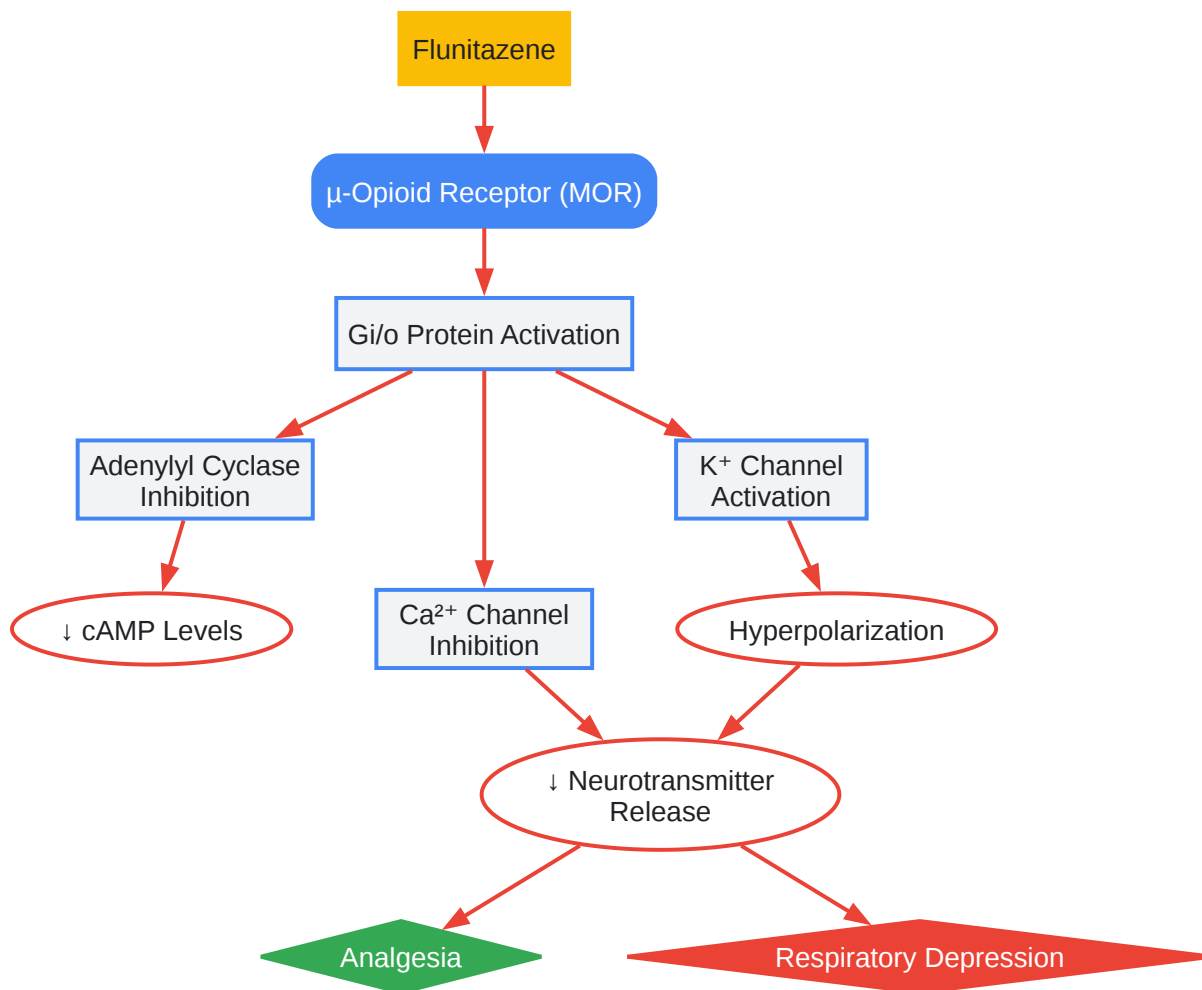 Flunitazene
µ-Opioid Receptor (MOR)
Gi/o Protein Activation
Adenylyl Cyclase
Inhibition
K⁺ Channel
Activation
↓ cAMP Levels
Ca²⁺ Channel
Inhibition
Hyperpolarization
↓ Neurotransmitter
Release
Analgesia
Respiratory Depression